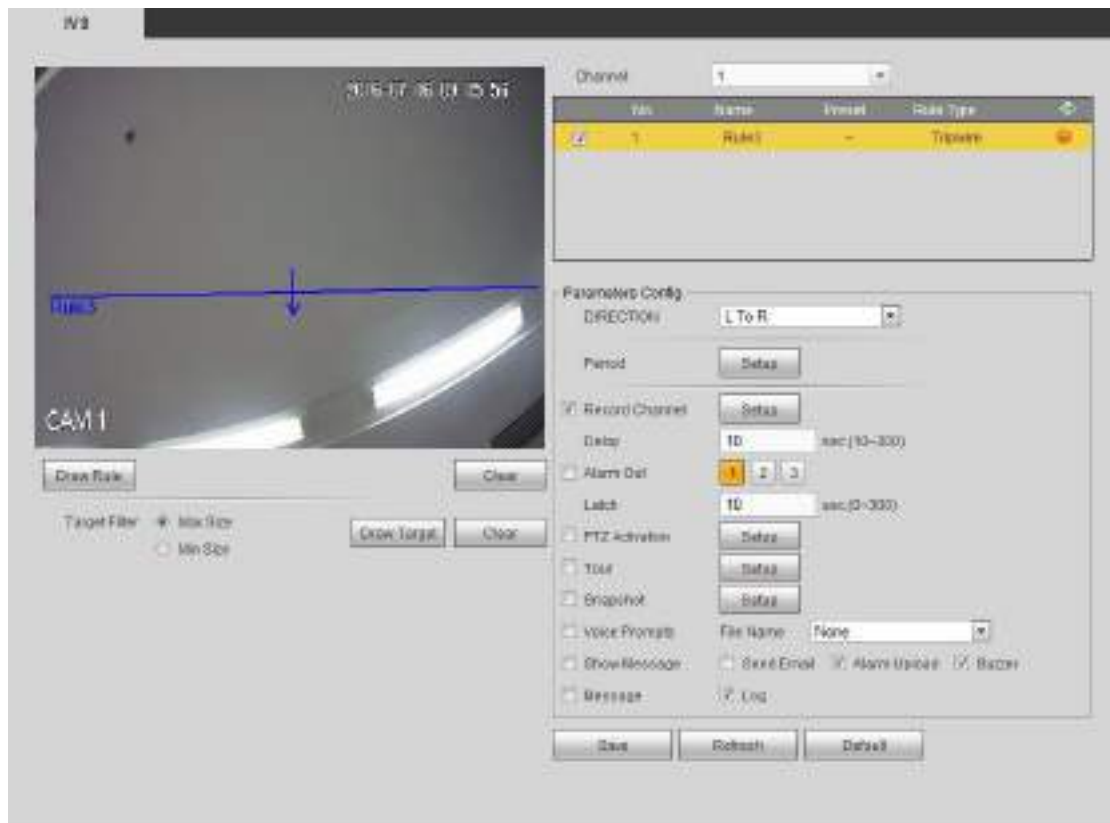 IVS
Channel 1
No. Name Preset Rule Type
1 Tripwire
CAM 1
Draw Rule Clear
Target Filter Max Size
Min Size
Draw Target Clear
Parameters Config
DIRECTION L To R
Period Setup
Record Channel Setup
Delay 10 sec.(10~300)
Alarm Out 1 2 3
Latch 10 sec.(0~300)
PTZ Activation Setup
Tour Setup
Snapshot Setup
Voice Prompts File Name None
Show Message Send Email Alarm Upload Buzzer
Message Log
Save Refresh Default